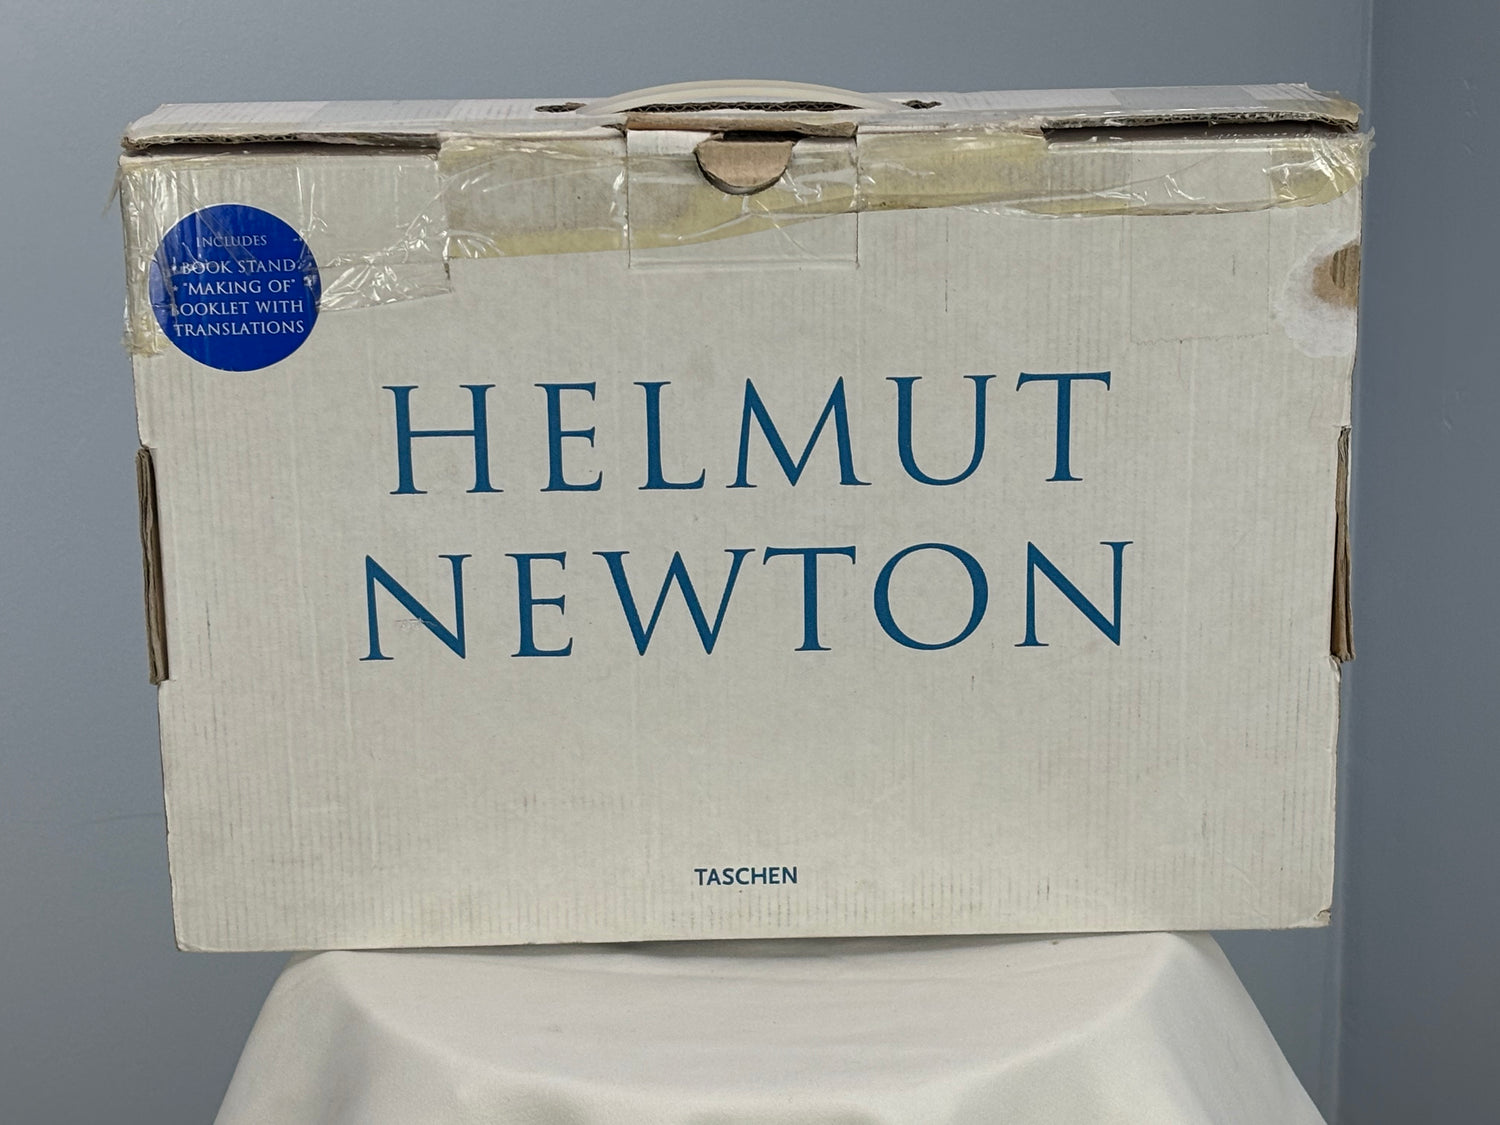 INCLUDES
• BOOK STAND
• "MAKING OF"
BOOKLET WITH
TRANSLATIONS
HELMUT
NEWTON
TASCHEN